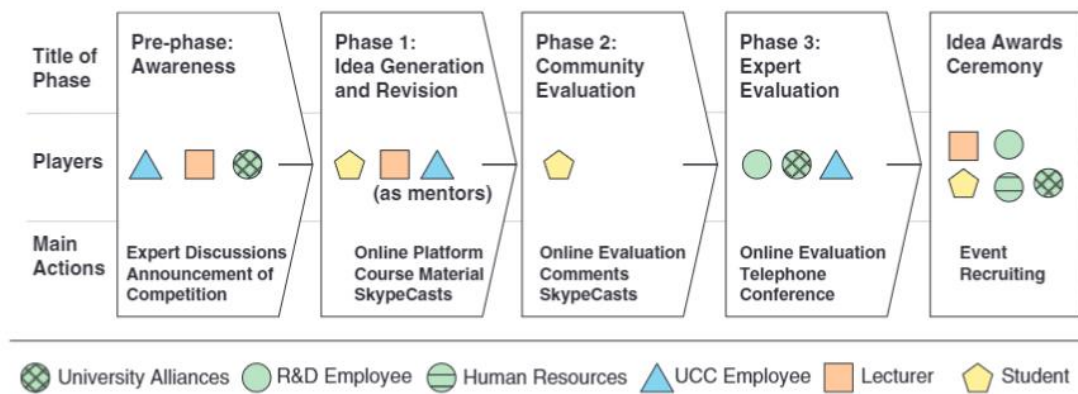 Title of
Phase
Pre-phase:
Awareness
Phase 1:
Idea Generation
and Revision
Phase 2:
Community
Evaluation
Phase 3:
Expert
Evaluation
Idea Awards
Ceremony
Players
(as mentors)
Main
Actions
Expert Discussions
Announcement of
Competition
Online Platform
Course Material
SkypeCasts
Online Evaluation
Comments
SkypeCasts
Online Evaluation
Telephone
Conference
Event
Recruiting
University Alliances R&D Employee Human Resources UCC Employee Lecturer Student